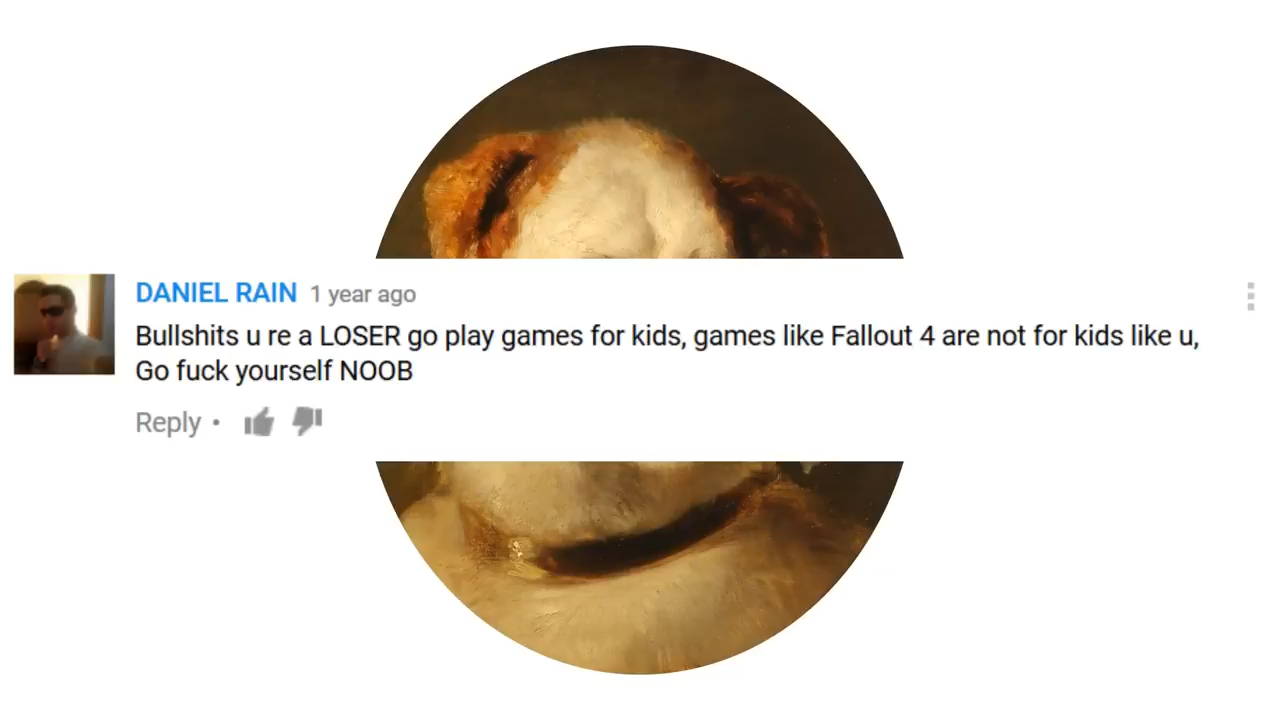 DANIEL RAIN 1 year ago
Bullshits u re a LOSER go play games for kids, games like Fallout 4 are not for kids like u,
Go fuck yourself NOOB
Reply •